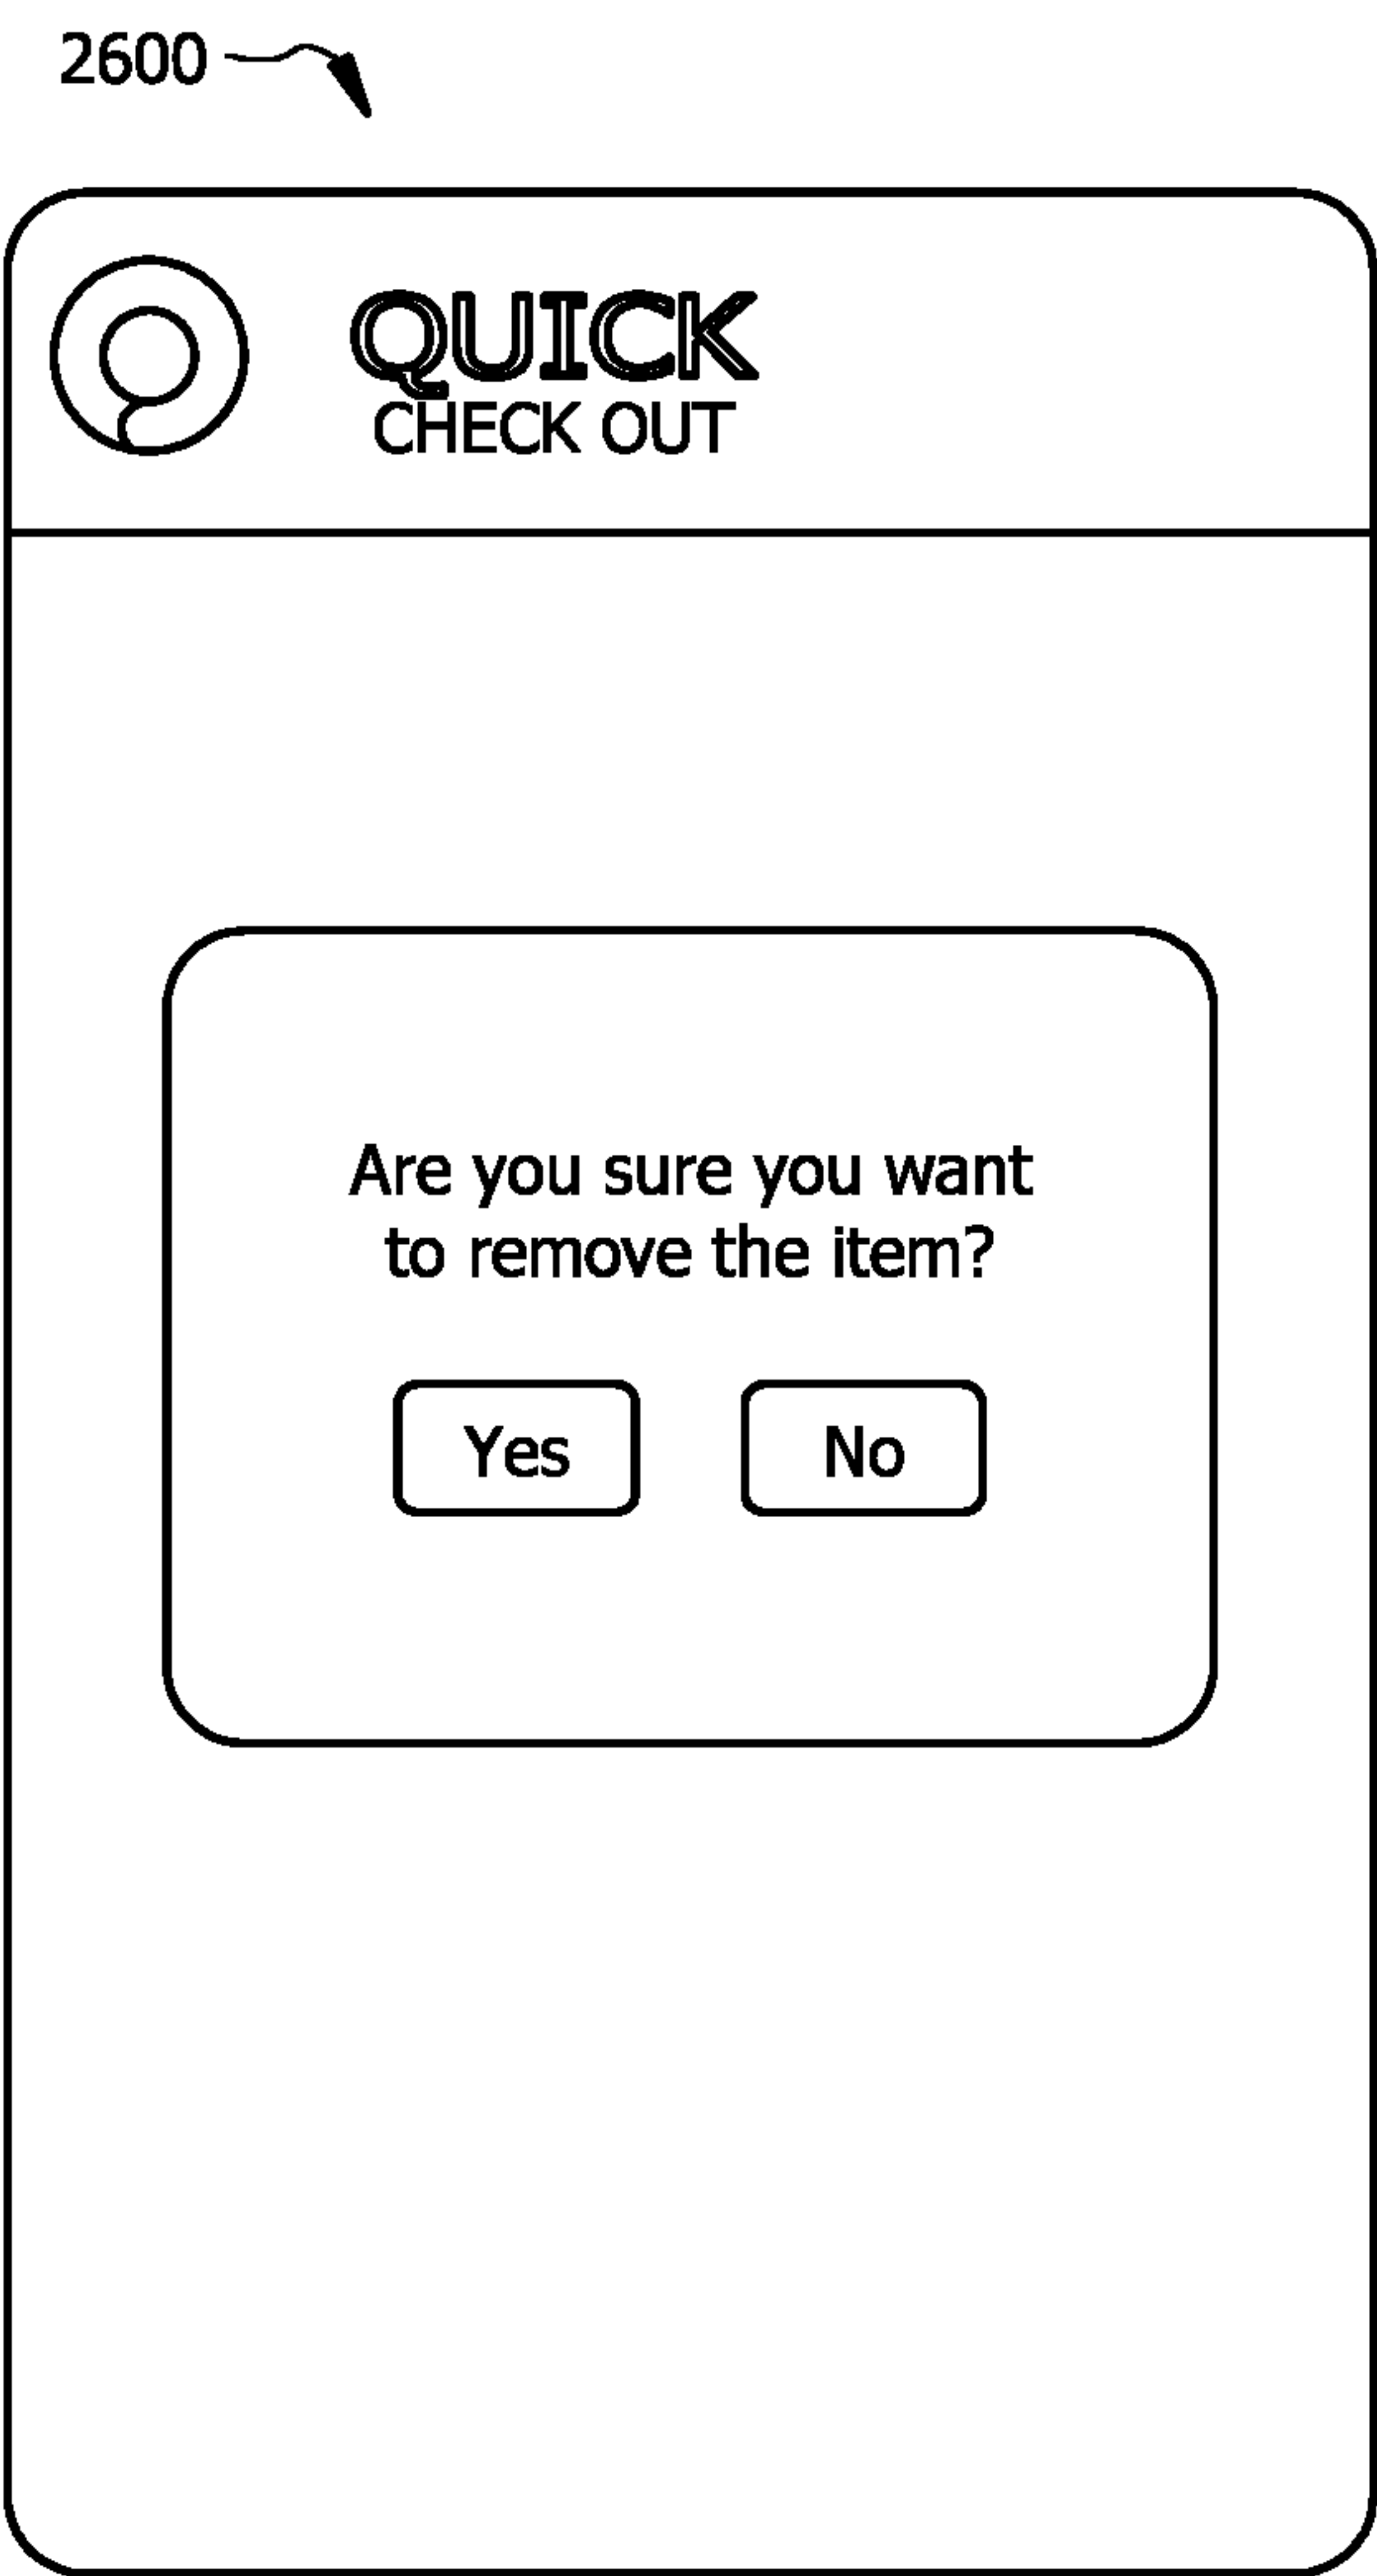 2600
QUICK
CHECK OUT
Are you sure you want
to remove the item?
Yes No